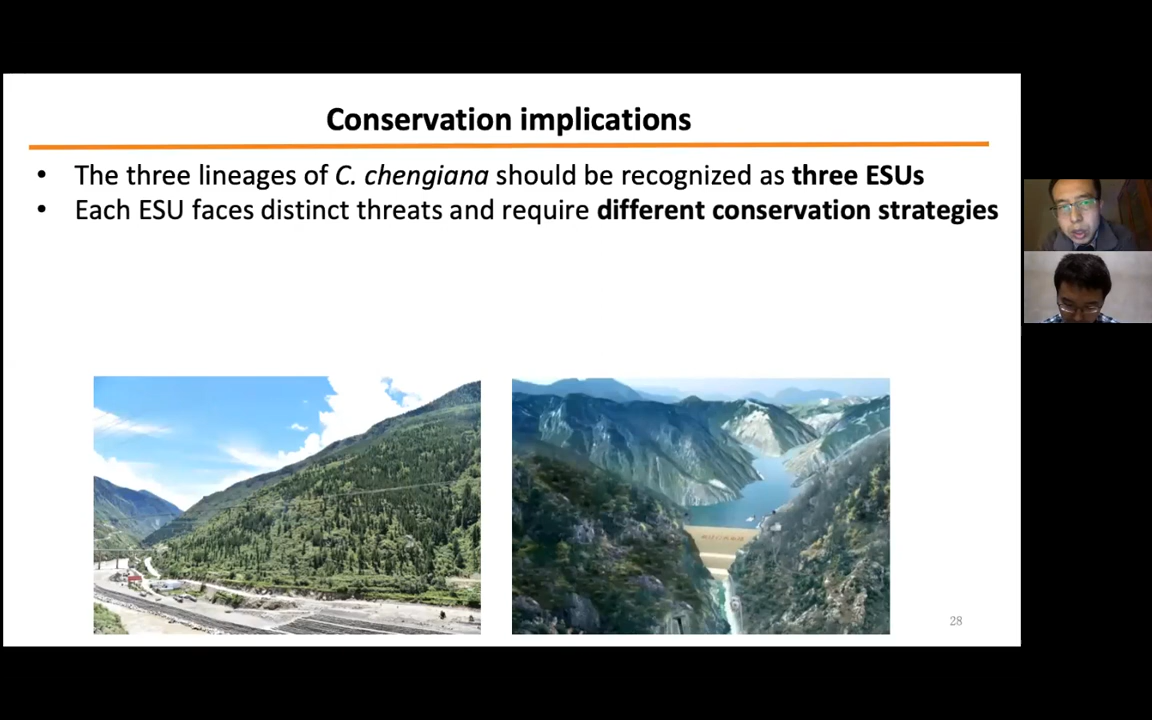 Conservation implications
• The three lineages of C. chengiana should be recognized as three ESUs
• Each ESU faces distinct threats and require different conservation strategies
28